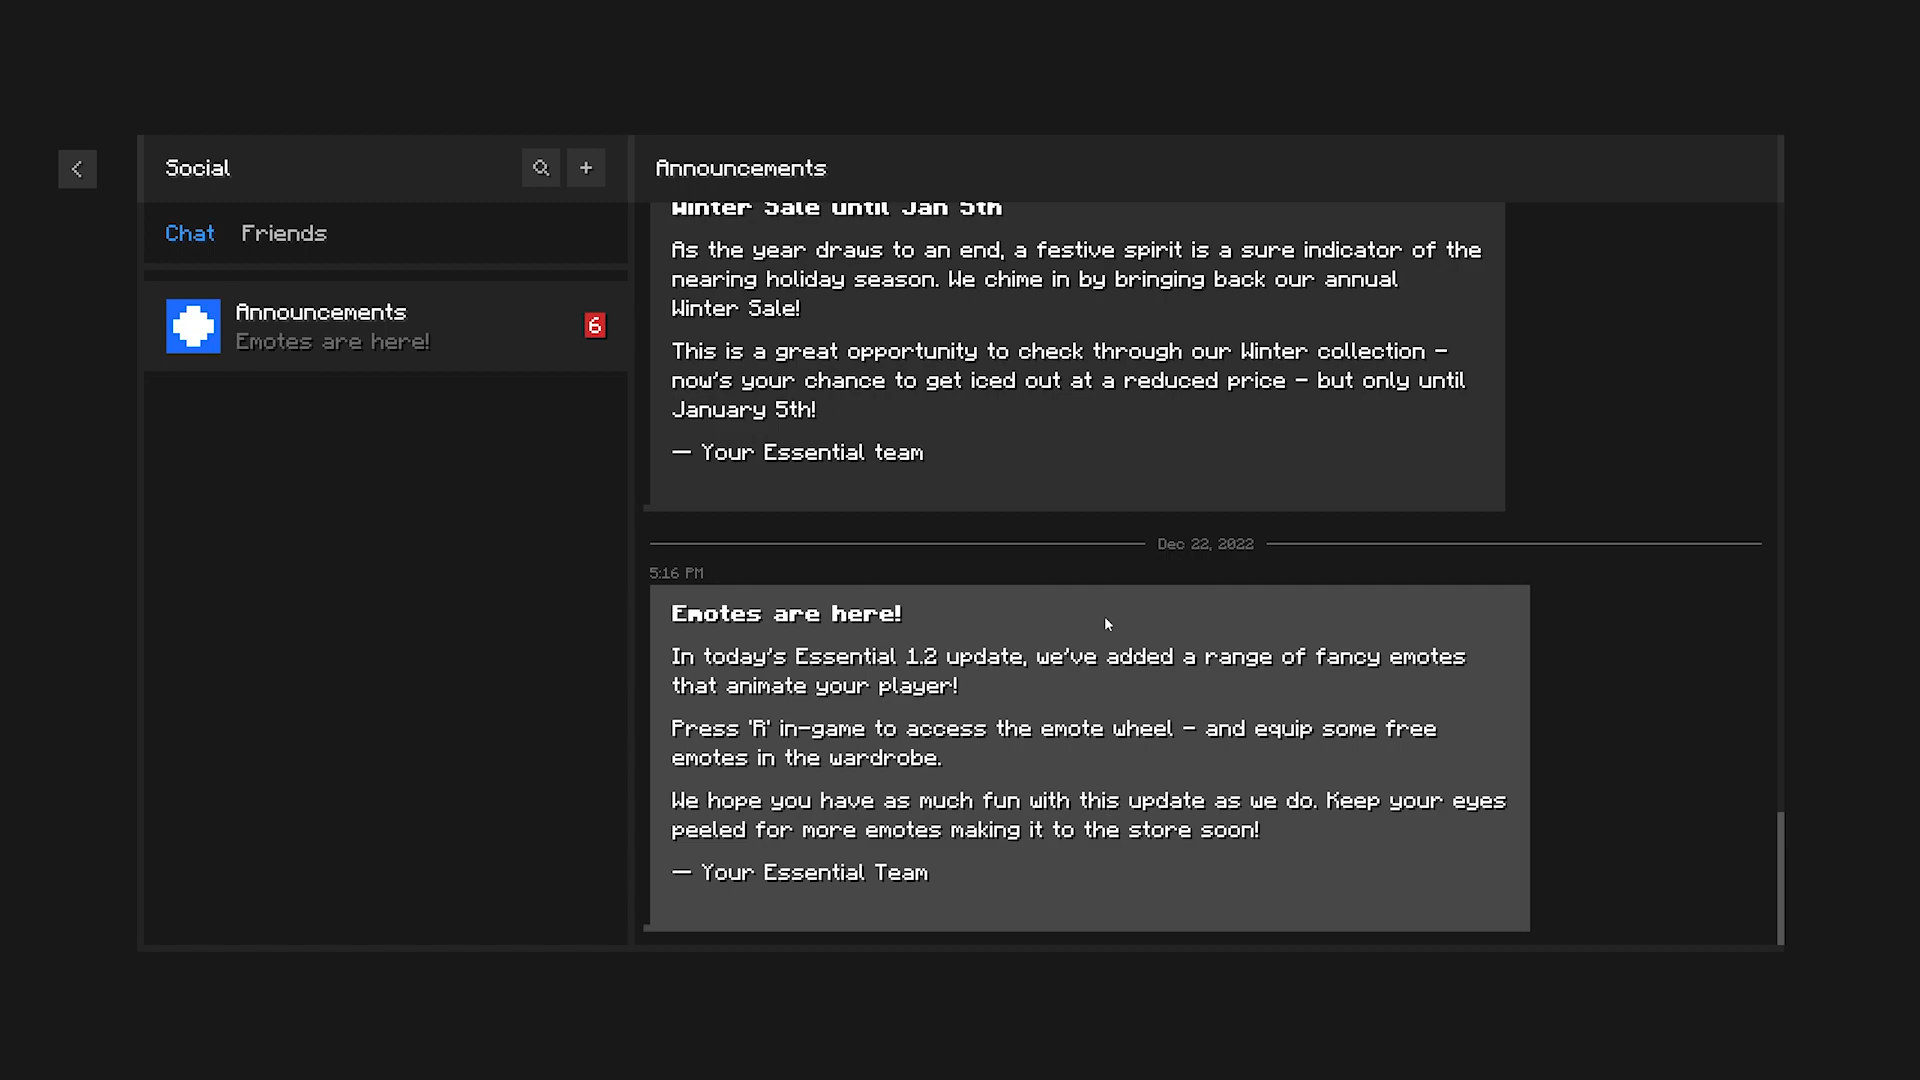 Social
Announcements
Chat
Friends
Announcements
Emotes are here!
6
Winter Sale until Jan 5th
As the year draws to an end, a festive spirit is a sure indicator of the
nearing holiday season. We chime in by bringing back our annual
Winter Sale!
This is a great opportunity to check through our Winter collection –
now's your chance to get iced out at a reduced price – but only until
January 5th!
— Your Essential team
Dec 22, 2022
5:16 PM
Emotes are here!
In today's Essential 1.2 update, we've added a range of fancy emotes
that animate your player!
Press 'R' in-game to access the emote wheel – and equip some free
emotes in the wardrobe.
We hope you have as much fun with this update as we do. Keep your eyes
peeled for more emotes making it to the store soon!
— Your Essential Team